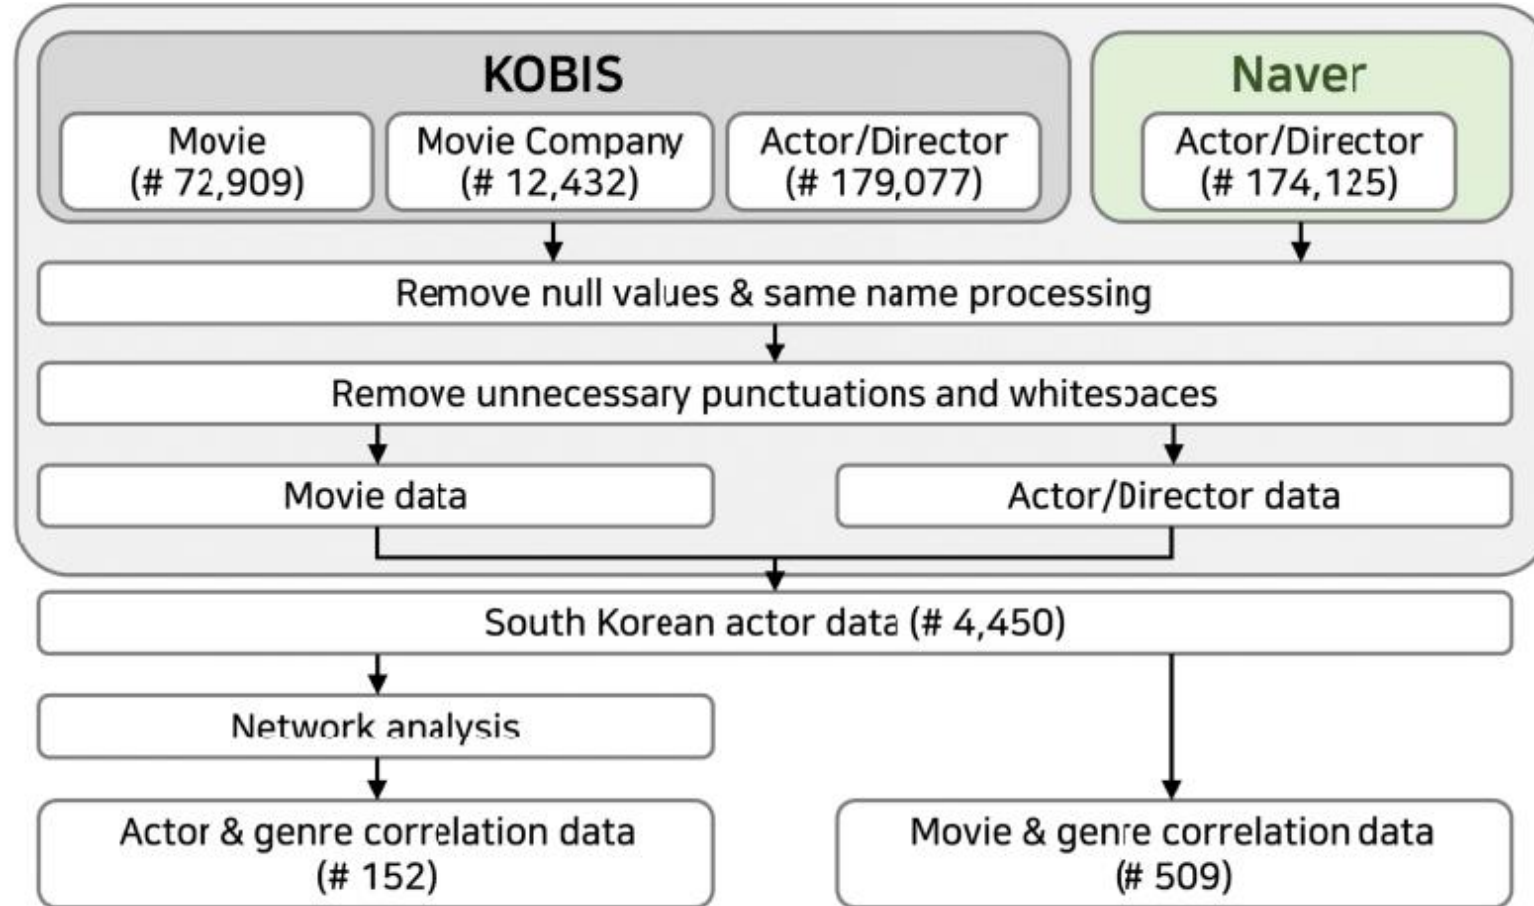 KOBIS
Naver
Movie
(# 72,909)
Movie Company
(# 12,432)
Actor/Director
(# 179,077)
Actor/Director
(# 174,125)
Remove null values & same name processing
Remove unnecessary punctuations and whitespaces
Movie data
Actor/Director data
South Korean actor data (# 4,450)
Network analysis
Actor & genre correlation data
(# 152)
Movie & genre correlation data
(# 509)